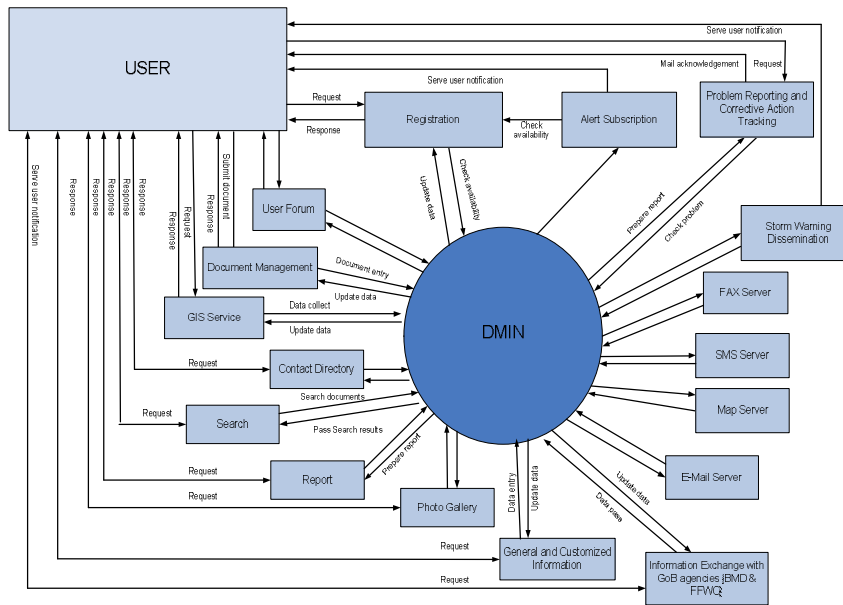 USER
Serve user notification
Request
Mail acknowledgement
Serve user notification
Request
Response
Registration
Check
availability
Alert Subscription
Problem Reporting and
Corrective Action
Tracking
Serve user notification
Response
Response
Response
Response
Response
Response
Request
Response
Submit document
User Forum
Update data
Check availability
Prepare report
Check problem
Storm Warning
Dissemination
Document Management
Document entry
Update data
GIS Service
Data collect
Update data
DMIN
FAX Server
SMS Server
Map Server
E-Mail Server
Request
Contact Directory
Request
Search
Search documents
Pass Search results
Request
Report
Prepare report
Request
Photo Gallery
Data entry
Update data
Update data
Data pass
Request
General and Customized
Information
Request
Information Exchange with
GoB agencies (BMD &
FFWC)